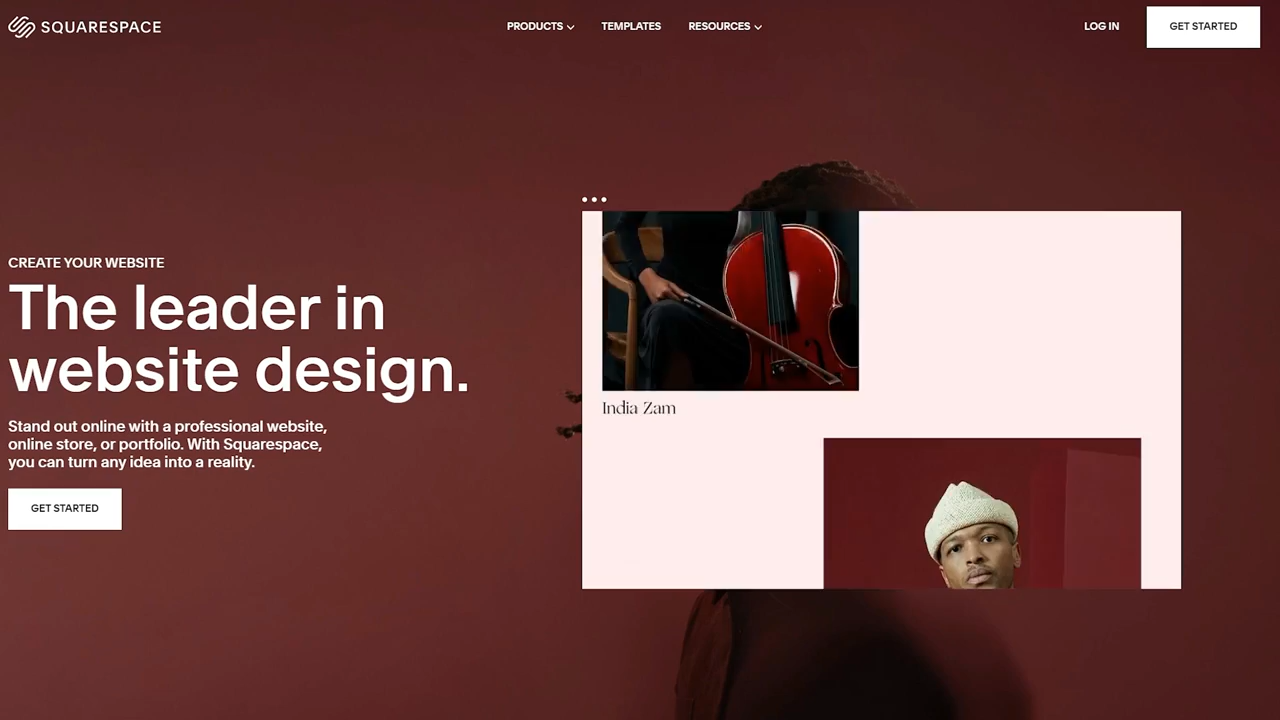 SQUARESPACE
PRODUCTS
TEMPLATES
RESOURCES
LOG IN
GET STARTED
CREATE YOUR WEBSITE
The leader in
website design.
Stand out online with a professional website,
online store, or portfolio. With Squarespace,
you can turn any idea into a reality.
GET STARTED
India Zam